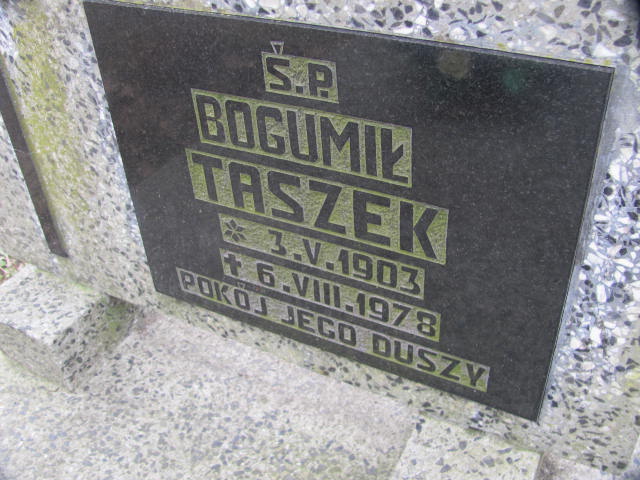 Ś.P.
BOGUMIŁ
TASZEK
* 3.V.1903
✝ 6.VIII.1978
POKÓJ JEGO DUSZY